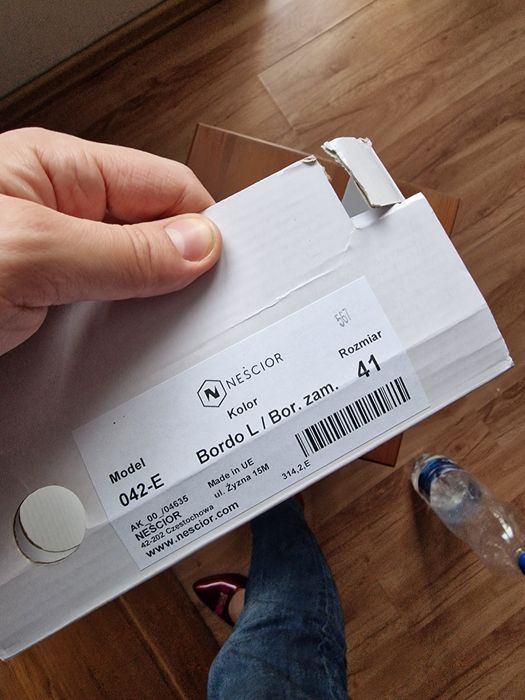 567
NEŚCIOR
Kolor
Rozmiar
Bordo L / Bor. zam.
41
Model
042-E
AK_00_/04635
Made in UE
NEŚCIOR
ul. Żyzna 15M
314.2,E
42-202 Częstochowa
www.nescior.com